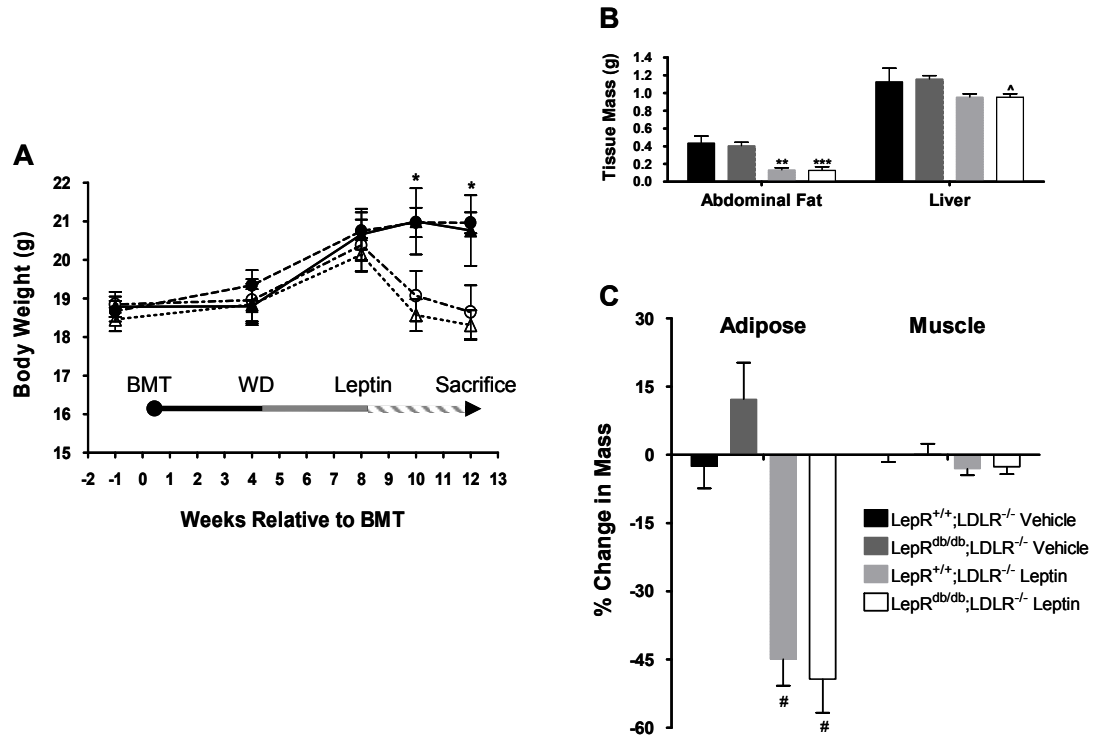 A
Body Weight (g)
22
21
20
19
18
17
16
15
*
*
BMT WD Leptin Sacrifice
-2 -1 0 1 2 3 4 5 6 7 8 9 10 11 12 13
Weeks Relative to BMT
B
Tissue Mass (g)
1.4
1.2
1.0
0.8
0.6
0.4
0.2
0.0
** ***
^
Abdominal Fat Liver
C
% Change in Mass
30
15
0
-15
-30
-45
-60
Adipose Muscle
#
#
LepR+/+;LDLR-/- Vehicle
LepRdb/db;LDLR-/- Vehicle
LepR+/+;LDLR-/- Leptin
LepRdb/db;LDLR-/- Leptin